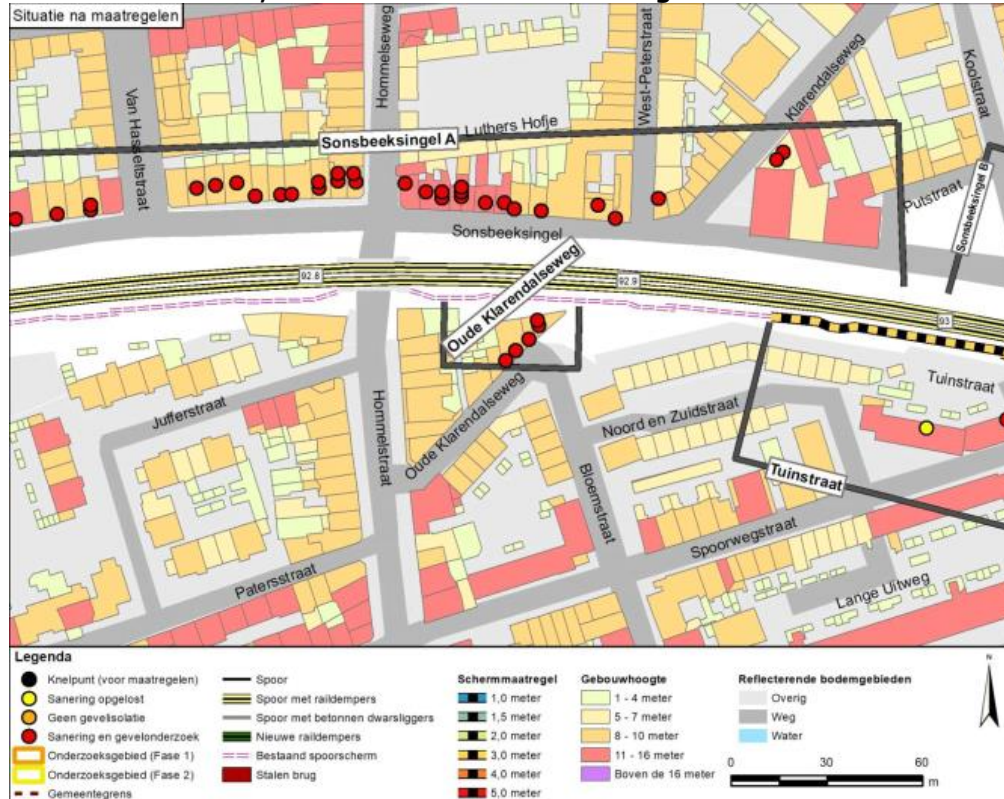 Situatie na maatregelen
Van Hasseltstraat
Hommelseweg
West-Peterstraat
Klarendalseweg
Koolstraat
Luthers Hofje
Sonsbeeksingel A
Putstraat
Sonsbeeksingel B
Sonsbeeksingel
92.8
92.9
93
Oude Klarendalseweg
Jufferstraat
Hommelstraat
Oude Klarendalseweg
Noord en Zuidstraat
Tuinstraat
Bloemstraat
Tuinstraat
Spoorwegstraat
Patersstraat
Lange Uitweg
Legenda
Knelpunt (voor maatregelen)
Sanering opgelost
Geen gevelisolatie
Sanering en gevelonderzoek
Onderzoeksgebied (Fase 1)
Onderzoeksgebied (Fase 2)
Gemeentegrens
Spoor
Spoor met raildempers
Spoor met betonnen dwarsliggers
Nieuwe raildempers
Bestaand spoorscherm
Stalen brug
Schermmaatregel
1,0 meter
1,5 meter
2,0 meter
3,0 meter
4,0 meter
5,0 meter
Gebouwhoogte
1 - 4 meter
5 - 7 meter
8 - 10 meter
11 - 16 meter
Boven de 16 meter
Reflecterende bodemgebieden
Overig
Weg
Water
N
0 30 60
m